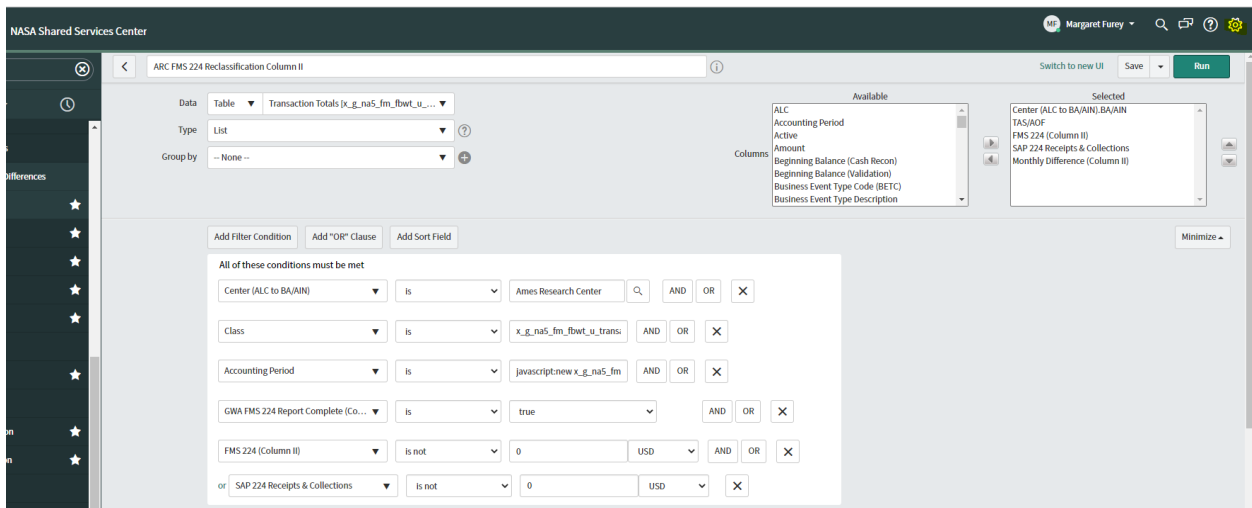 NASA Shared Services Center
MF Margaret Furey
ARC FMS 224 Reclassification Column II
Switch to new UI Save Run
Data Table Transaction Totals [x_g_na5_fm_fbwt_u_...
Type List
Group by -- None --
Columns
Available
ALC
Accounting Period
Active
Amount
Beginning Balance (Cash Recon)
Beginning Balance (Validation)
Business Event Type Code (BETC)
Business Event Type Description
Selected
Center (ALC to BA/AIN).BA/AIN
TAS/AOF
FMS 224 (Column II)
SAP 224 Receipts & Collections
Monthly Difference (Column II)
Differences
Add Filter Condition Add "OR" Clause Add Sort Field Minimize
All of these conditions must be met
Center (ALC to BA/AIN) is Ames Research Center AND OR
Class is x_g_na5_fm_fbwt_u_transa AND OR
Accounting Period is javascript:new x_g_na5_fm AND OR
GWA FMS 224 Report Complete (Co... is true AND OR
FMS 224 (Column II) is not 0 USD AND OR
or SAP 224 Receipts & Collections is not 0 USD